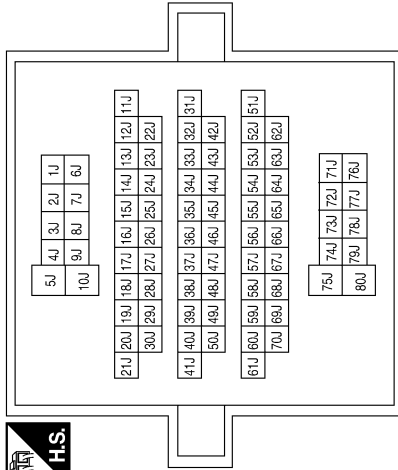 H.S.
5J 4J 3J 2J 1J
10J 9J 8J 7J 6J
21J 20J 19J 18J 17J 16J 15J 14J 13J 12J 11J
30J 29J 28J 27J 26J 25J 24J 23J 22J
41J 40J 39J 38J 37J 36J 35J 34J 33J 32J 31J
50J 49J 48J 47J 46J 45J 44J 43J 42J
61J 60J 59J 58J 57J 56J 55J 54J 53J 52J 51J
70J 69J 68J 67J 66J 65J 64J 63J 62J
75J 74J 73J 72J 71J
80J 79J 78J 77J 76J